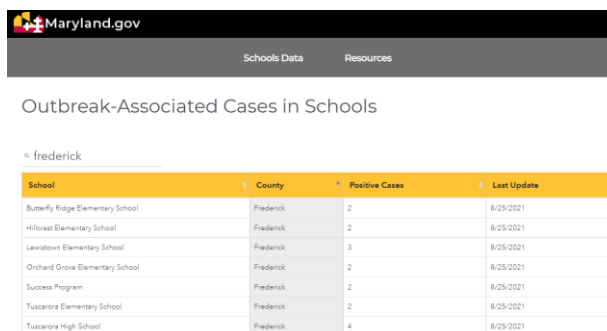 Maryland.gov
Schools Data Resources
Outbreak-Associated Cases in Schools
frederick
School County Positive Cases Last Update
Butterfly Ridge Elementary School Frederick 2 8/25/2021
Hillcrest Elementary School Frederick 2 8/25/2021
Lewistown Elementary School Frederick 3 8/25/2021
Orchard Grove Elementary School Frederick 2 8/25/2021
Success Program Frederick 2 8/25/2021
Tuscarora Elementary School Frederick 2 8/25/2021
Tuscarora High School Frederick 4 8/25/2021